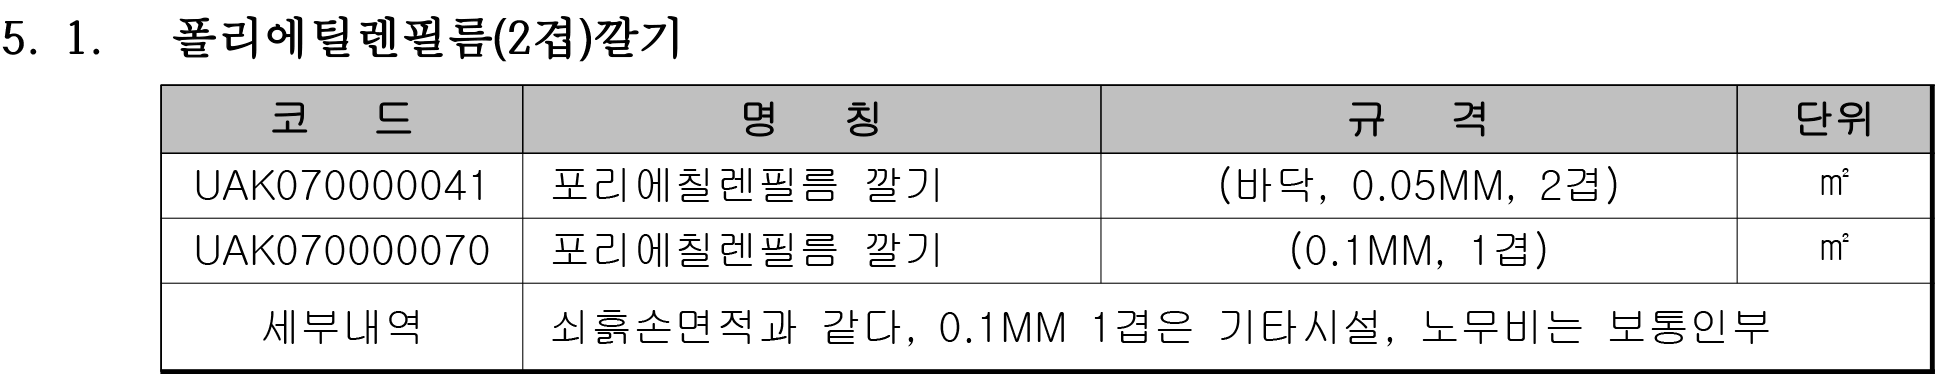 5. 1. 폴리에틸렌필름(2겹)깔기
코 드 명 칭 규 격 단위
UAK070000041 포리에칠렌필름 깔기 (바닥, 0.05MM, 2겹) ㎡
UAK070000070 포리에칠렌필름 깔기 (0.1MM, 1겹) ㎡
세부내역 쇠흙손면적과 같다, 0.1MM 1겹은 기타시설, 노무비는 보통인부